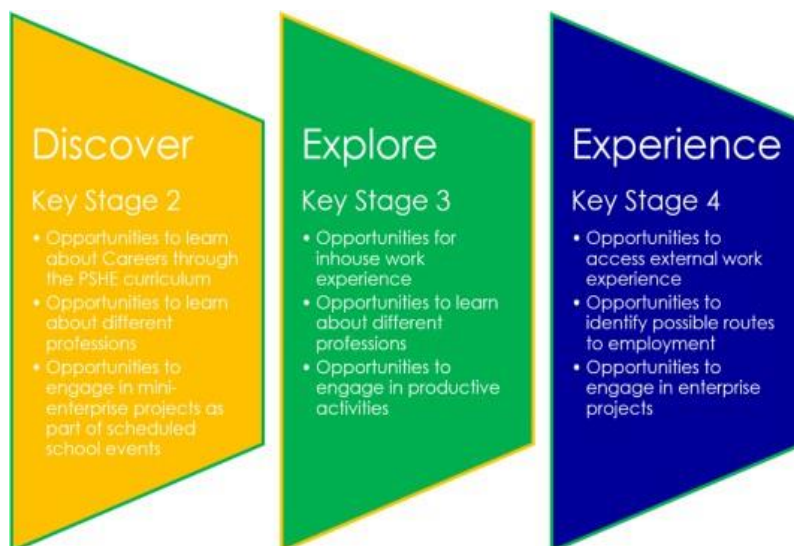 Discover
Key Stage 2
• Opportunities to learn
about Careers through
the PSHE curriculum
• Opportunities to learn
about different
professions
• Opportunities to
engage in mini-
enterprise projects as
part of scheduled
school events
Explore
Key Stage 3
• Opportunities for
inhouse work
experience
• Opportunities to learn
about different
professions
• Opportunities to
engage in productive
activities
Experience
Key Stage 4
• Opportunities to
access external work
experience
• Opportunities to
identify possible routes
to employment
• Opportunities to
engage in enterprise
projects